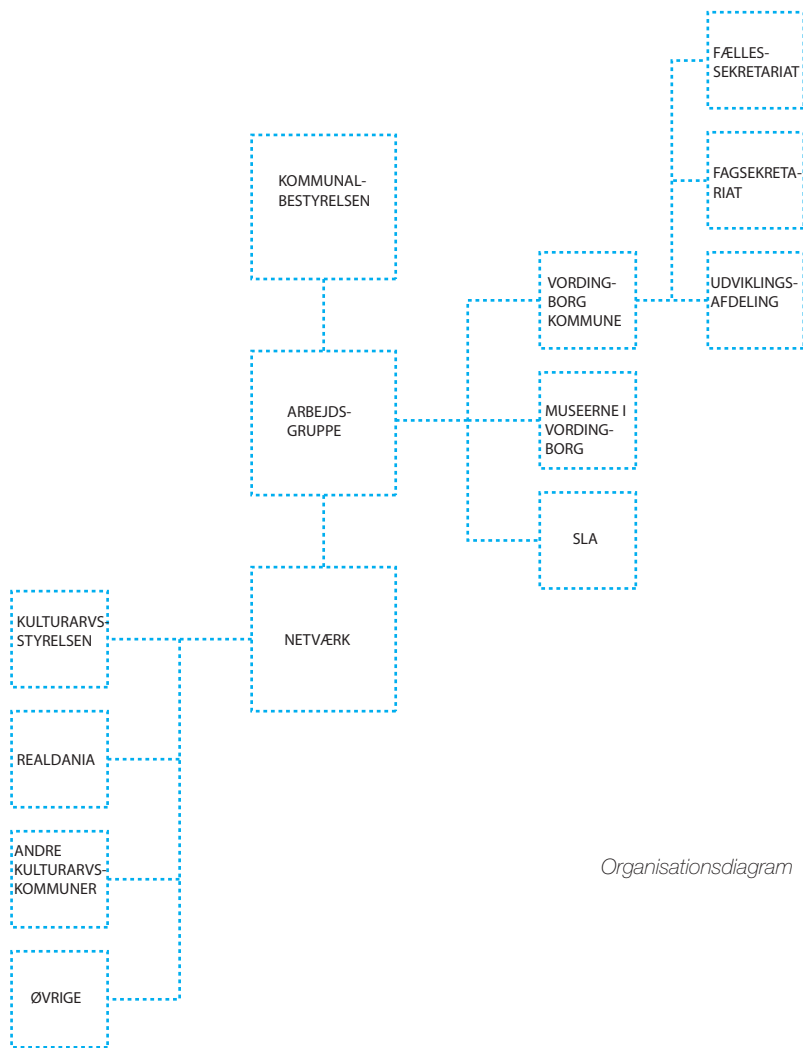 FÆLLES-
SEKRETARIAT
KOMMUNAL-
BESTYRELSEN
FAGSEKRETA-
RIAT
VORDING-
BORG
KOMMUNE
UDVIKLINGS-
AFDELING
ARBEJDS-
GRUPPE
MUSEERNE I
VORDING-
BORG
SLA
NETVÆRK
KULTURARVS-
STYRELSEN
REALDANIA
ANDRE
KULTURARVS-
KOMMUNER
ØVRIGE
Organisationsdiagram